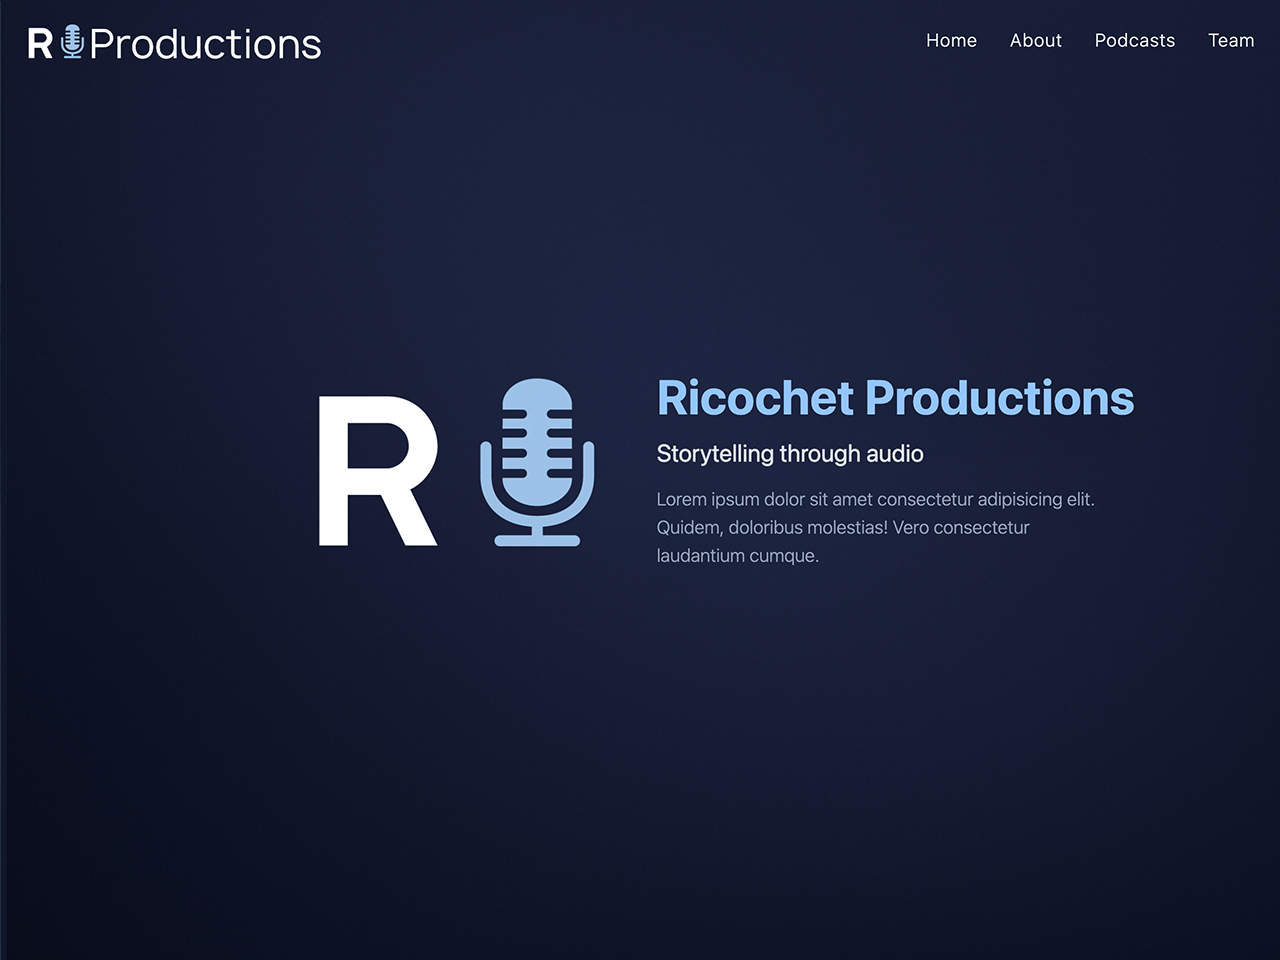 R Productions
Home About Podcasts Team
R
Ricochet Productions
Storytelling through audio
Lorem ipsum dolor sit amet consectetur adipisicing elit.
Quidem, doloribus molestias! Vero consectetur
laudantium cumque.